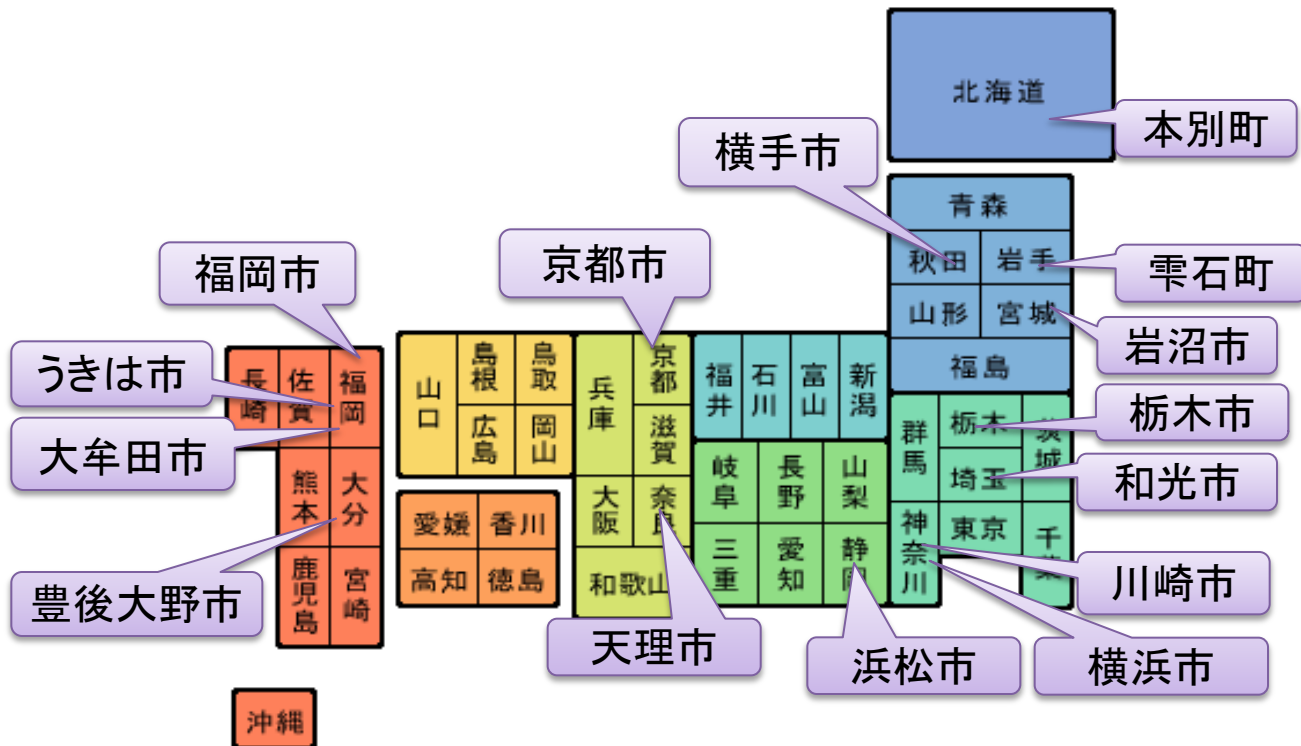 北海道
本別町
横手市
青森
秋田
岩手
雫石町
山形
宮城
岩沼市
福島
京都市
福岡市
うきは市
大牟田市
豊後大野市
長崎
佐賀
福岡
熊本
大分
鹿児島
宮崎
沖縄
山口
島根
鳥取
広島
岡山
愛媛
香川
高知
徳島
兵庫
京都
滋賀
大阪
奈良
和歌山
天理市
福井
石川
富山
新潟
岐阜
長野
山梨
三重
愛知
静岡
浜松市
群馬
栃木
茨城
栃木市
埼玉
和光市
神奈川
東京
千葉
川崎市
横浜市